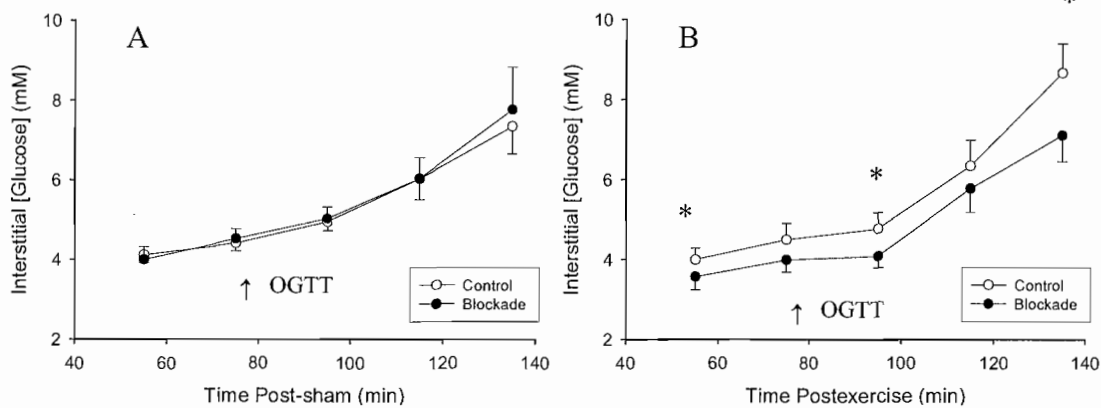 A
Interstitial [Glucose] (mM)
10
8
6
4
2
↑ OGTT
Control
Blockade
40 60 80 100 120 140
Time Post-sham (min)
*
B
Interstitial [Glucose] (mM)
10
8
6
4
2
*
*
↑ OGTT
Control
Blockade
40 60 80 100 120 140
Time Postexercise (min)